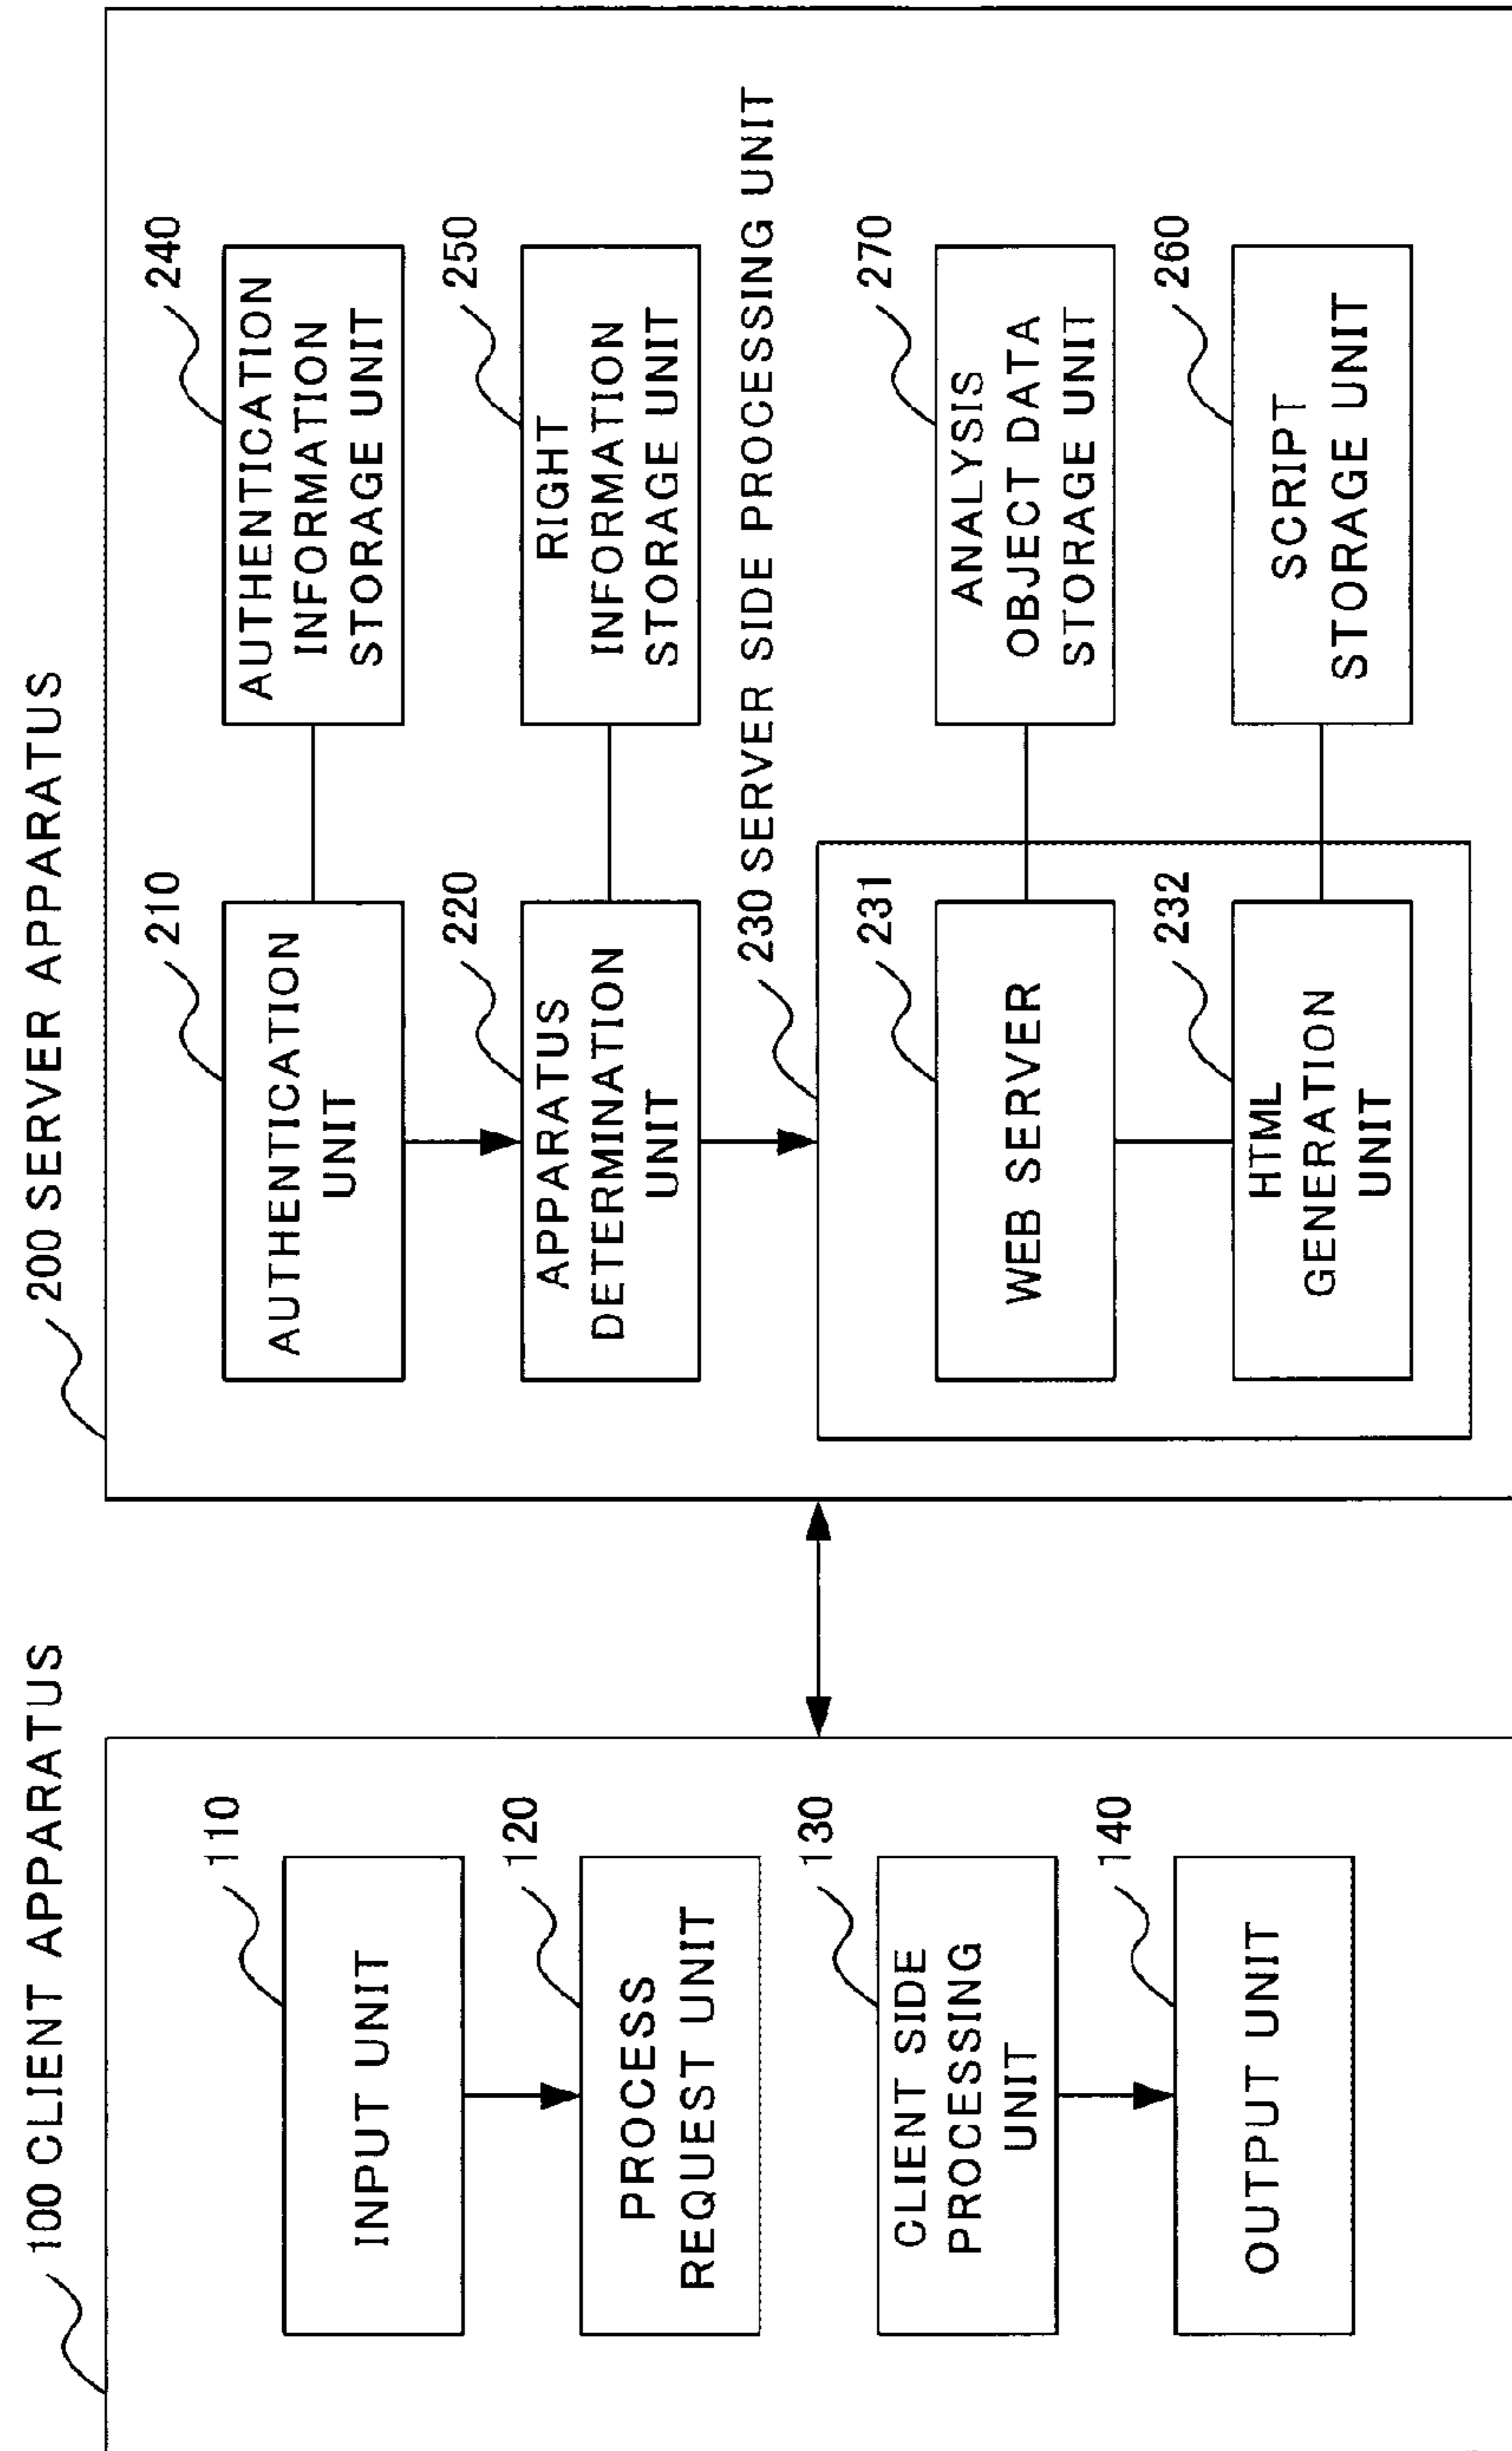 100 CLIENT APPARATUS
110
INPUT UNIT
120
PROCESS
REQUEST UNIT
130
CLIENT SIDE
PROCESSING
UNIT
140
OUTPUT UNIT
200 SERVER APPARATUS
210
AUTHENTICATION
UNIT
240
AUTHENTICATION
INFORMATION
STORAGE UNIT
220
APPARATUS
DETERMINATION
UNIT
250
RIGHT
INFORMATION
STORAGE UNIT
230 SERVER SIDE PROCESSING UNIT
231
WEB SERVER
270
ANALYSIS
OBJECT DATA
STORAGE UNIT
232
HTML
GENERATION
UNIT
260
SCRIPT
STORAGE UNIT